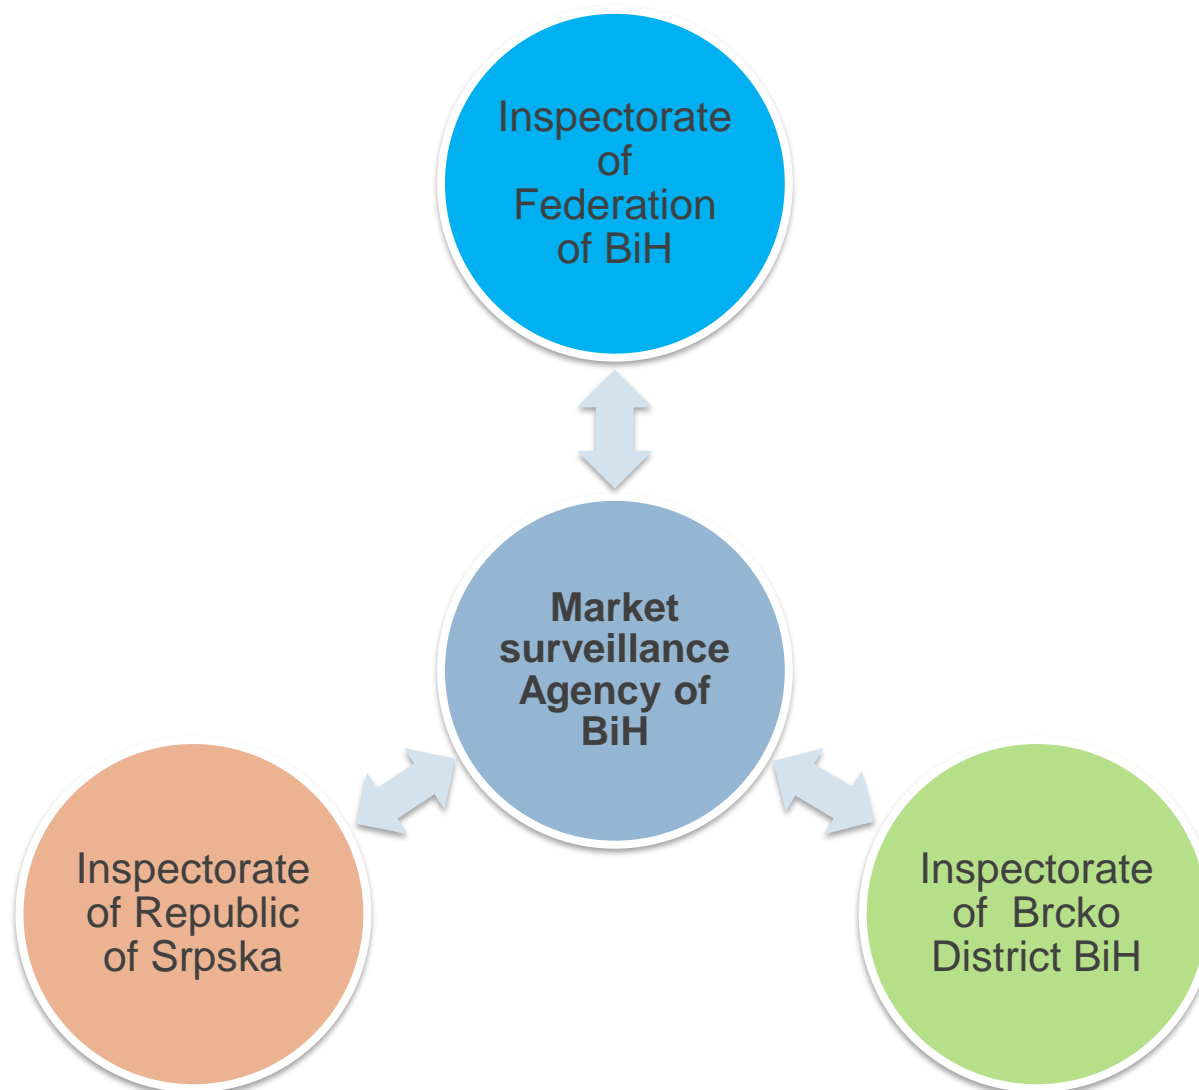 Inspectorate
of
Federation
of BiH
Market
surveillance
Agency of
BiH
Inspectorate
of Republic
of Srpska
Inspectorate
of  Brcko
District BiH